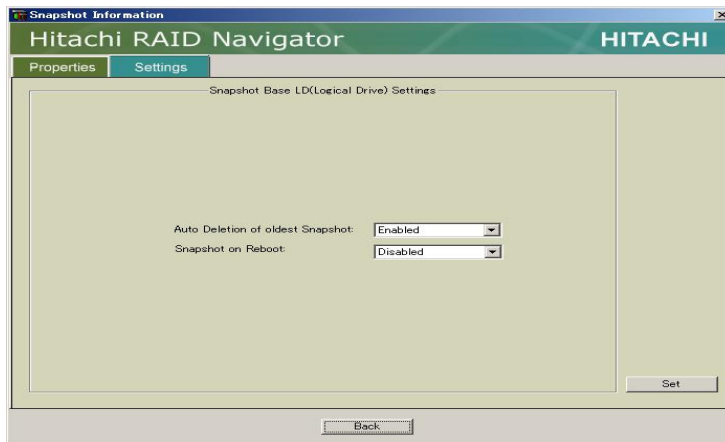 Snapshot Information
Hitachi RAID Navigator HITACHI
Properties Settings
Snapshot Base LD(Logical Drive) Settings
Auto Deletion of oldest Snapshot: Enabled
Snapshot on Reboot: Disabled
Set
Back